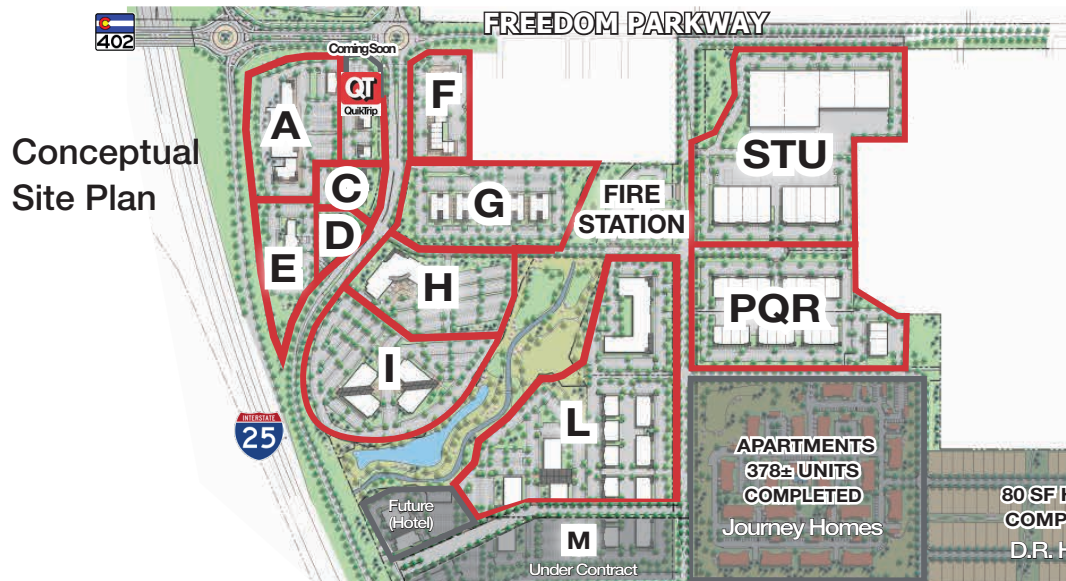 FREEDOM PARKWAY
402
Coming Soon
QT
QuikTrip
F
A
Conceptual
Site Plan
STU
C
G
FIRE
STATION
D
E
H
PQR
I
INTERSTATE
25
L
APARTMENTS
378± UNITS
COMPLETED
Journey Homes
80 SF
COMP
D.R.
Future
(Hotel)
M
Under Contract